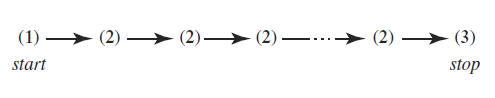 (1) → (2) → (2) → (2) – ... → (2) → (3)
start stop